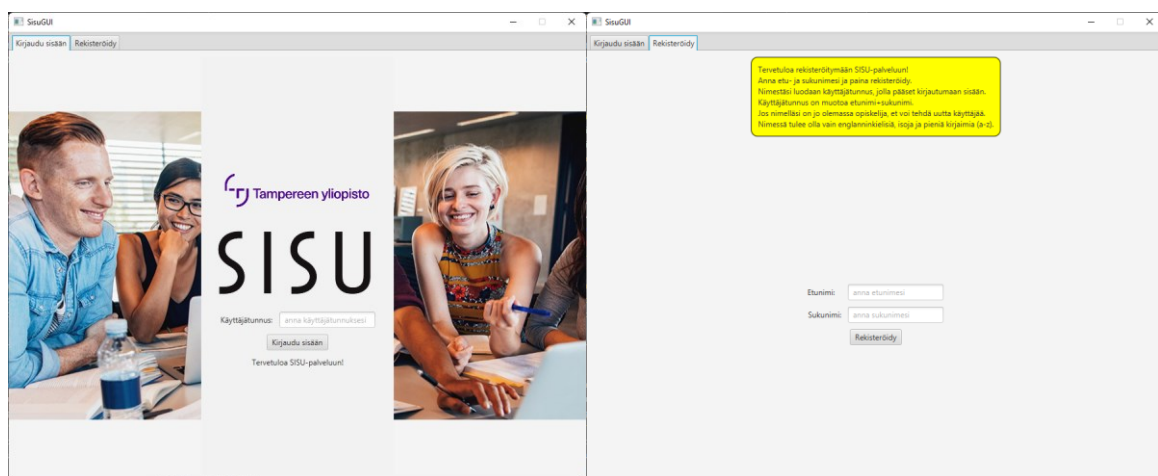 SisuGUI
Kirjaudu sisään Rekisteröidy
Tampereen yliopisto
SISU
Käyttäjätunnus: anna käyttäjätunnuksesi
Kirjaudu sisään
Tervetuloa SISU-palveluun!
SisuGUI
Kirjaudu sisään Rekisteröidy
Tervetuloa rekisteröitymään SISU-palveluun!
Anna etu- ja sukunimesi ja paina rekisteröidy.
Nimestäsi luodaan käyttäjätunnus, jolla pääset kirjautumaan sisään.
Käyttäjätunnus on muotoa etunimi+sukunimi.
Jos nimelläsi on jo olemassa opiskelija, et voi tehdä uutta käyttäjää.
Nimessä tulee olla vain englanninkielisiä, isoja ja pieniä kirjaimia (a-z).
Etunimi: anna etunimesi
Sukunimi: anna sukunimesi
Rekisteröidy